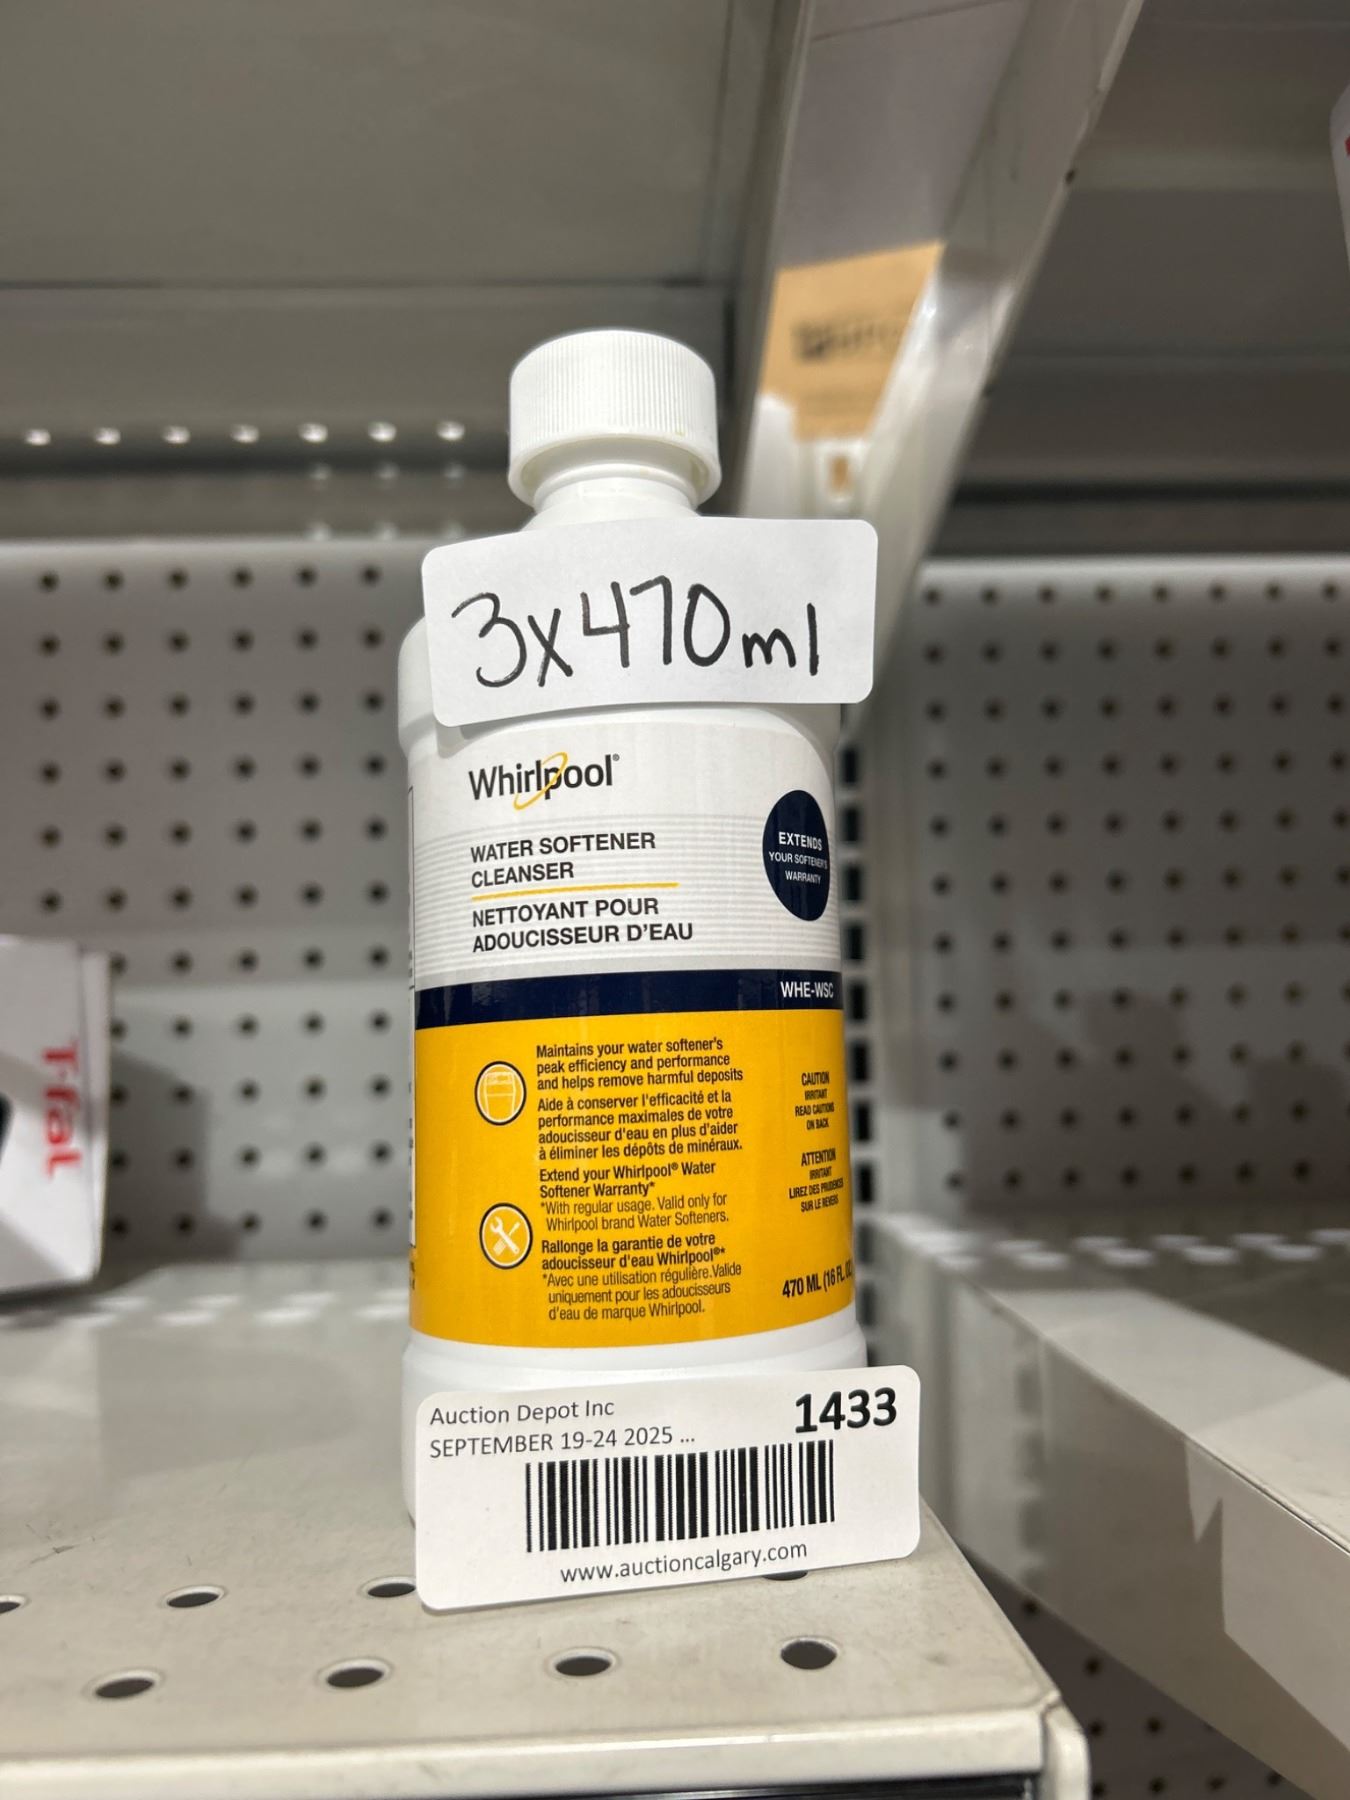 3x470ml
Whirlpool®
WATER SOFTENER
CLEANSER
NETTOYANT POUR
ADOUCISSEUR D'EAU
EXTENDS
YOUR SOFTENER'S
WARRANTY
WHE-WSC
Maintains your water softener's
peak efficiency and performance
and helps remove harmful deposits
Aide à conserver l'efficacité et la
performance maximales de votre
adoucisseur d'eau en plus d'aider
à éliminer les dépôts de minéraux.
Extend your Whirlpool® Water
Softener Warranty*
*With regular usage. Valid only for
Whirlpool brand Water Softeners.
Rallonge la garantie de votre
adoucisseur d'eau Whirlpool®*
*Avec une utilisation régulière.Valide
uniquement pour les adoucisseurs
d'eau de marque Whirlpool.
CAUTION
IRRITANT
READ CAUTIONS
ON BACK
ATTENTION
IRRITANT
LIREZ DES PRUDENCES
SUR LE REVERS
470 ML (16 FL
Auction Depot Inc
1433
SEPTEMBER 19-24 2025 ...
www.auctioncalgary.com
T-fal